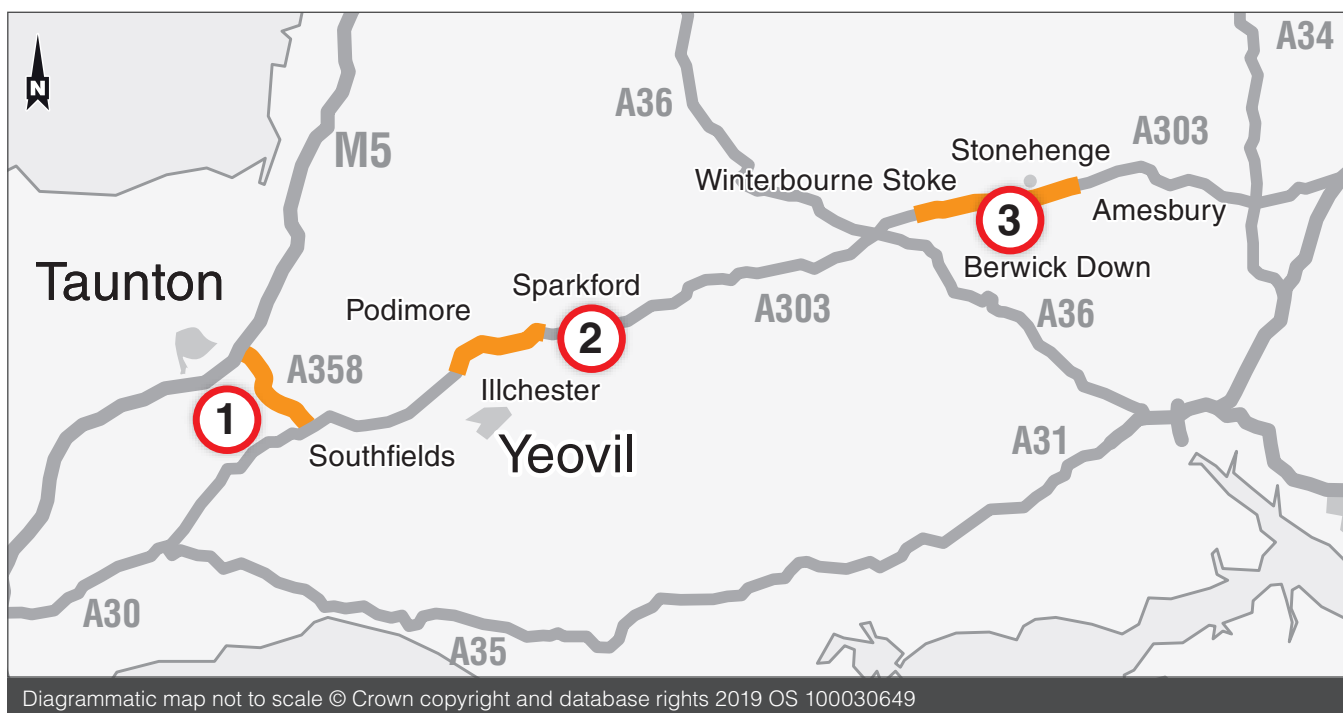 N
A34
A36
M5
A303
Stonehenge
Winterbourne Stoke
3
Amesbury
Berwick Down
Taunton
Sparkford
Podimore
2
A303
A36
A358
Illchester
1
Southfields
Yeovil
A31
A30
A35
Diagrammatic map not to scale © Crown copyright and database rights 2019 OS 100030649